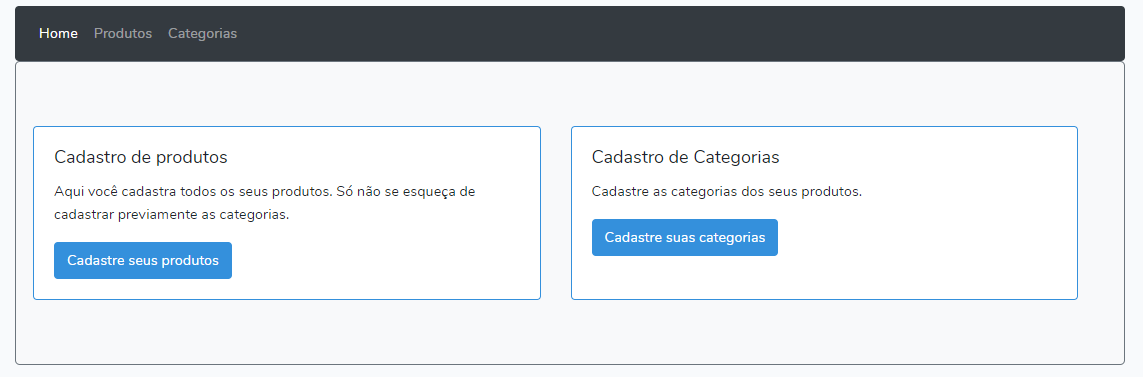 Home Produtos Categorias
Cadastro de produtos
Aqui você cadastra todos os seus produtos. Só não se esqueça de
cadastrar previamente as categorias.
Cadastre seus produtos
Cadastro de Categorias
Cadastre as categorias dos seus produtos.
Cadastre suas categorias